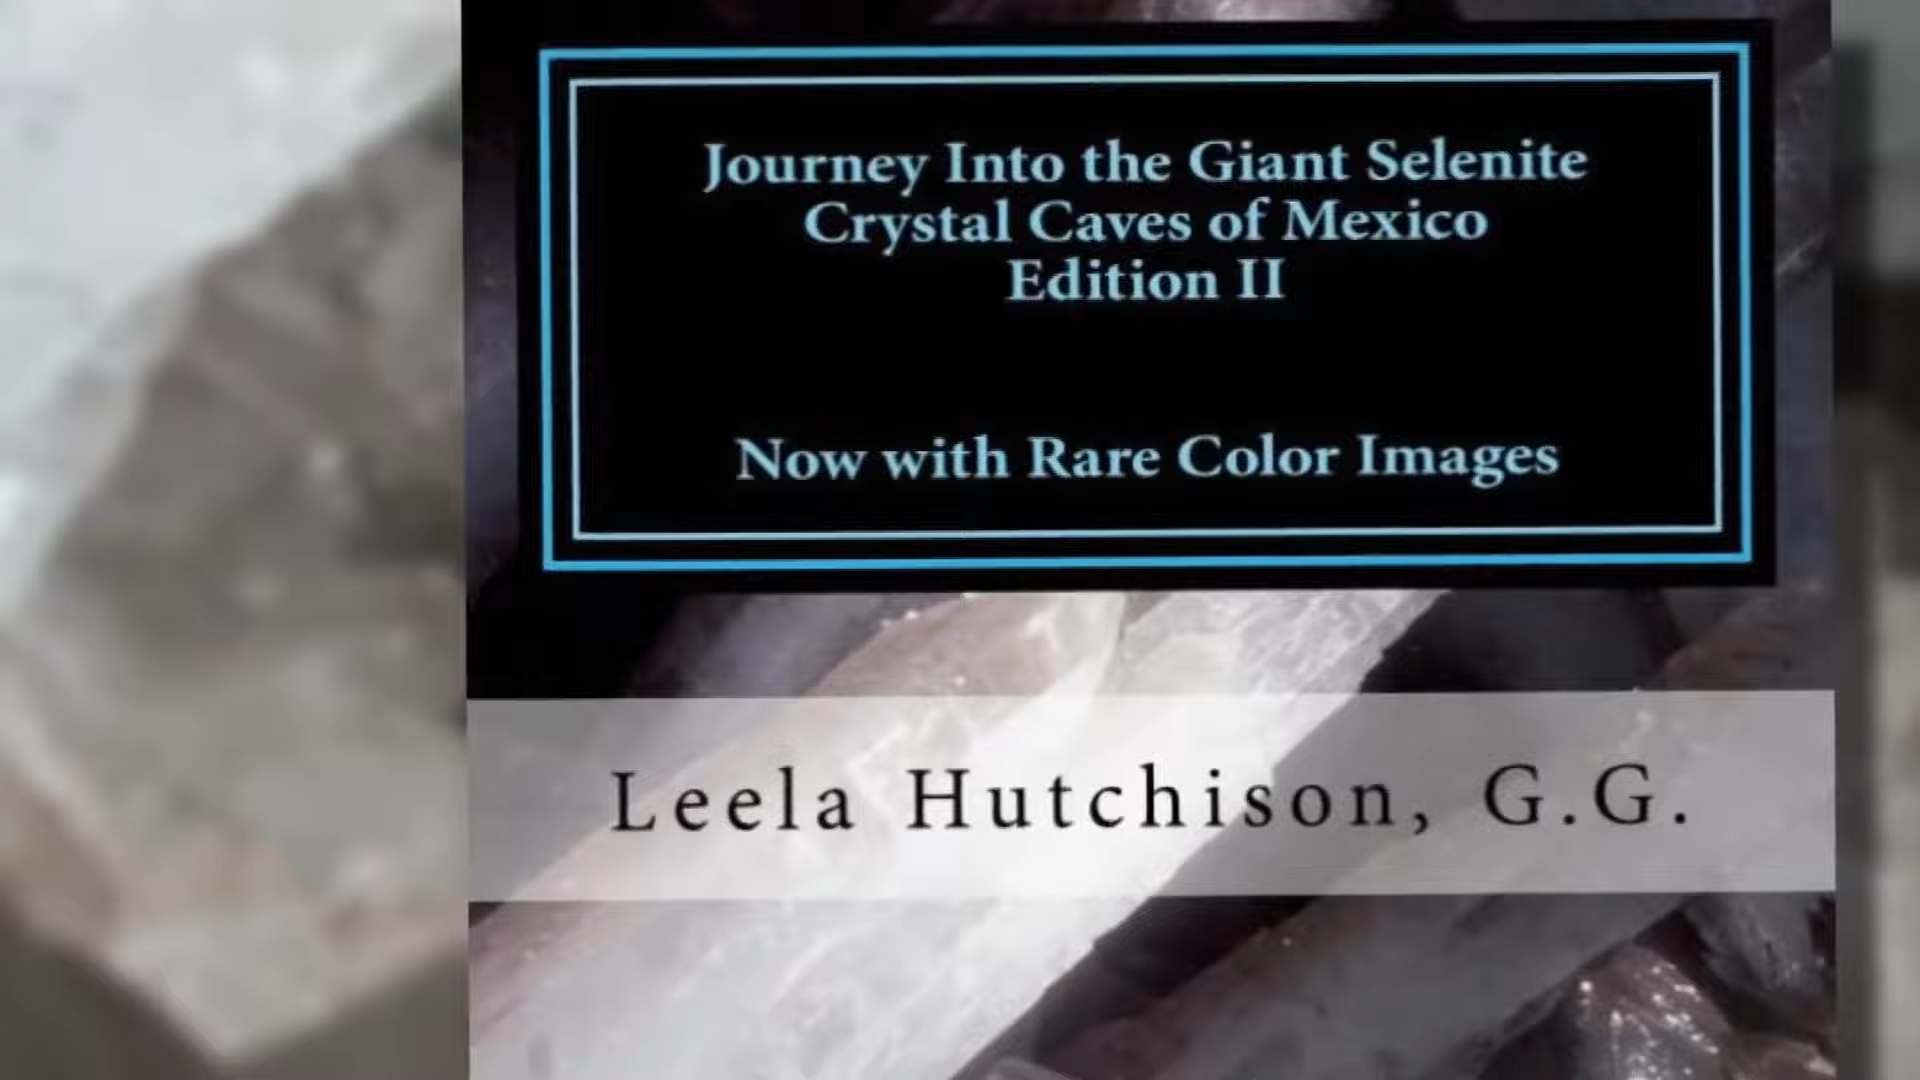 Journey Into the Giant Selenite
Crystal Caves of Mexico
Edition II
Now with Rare Color Images
Leela Hutchison, G.G.